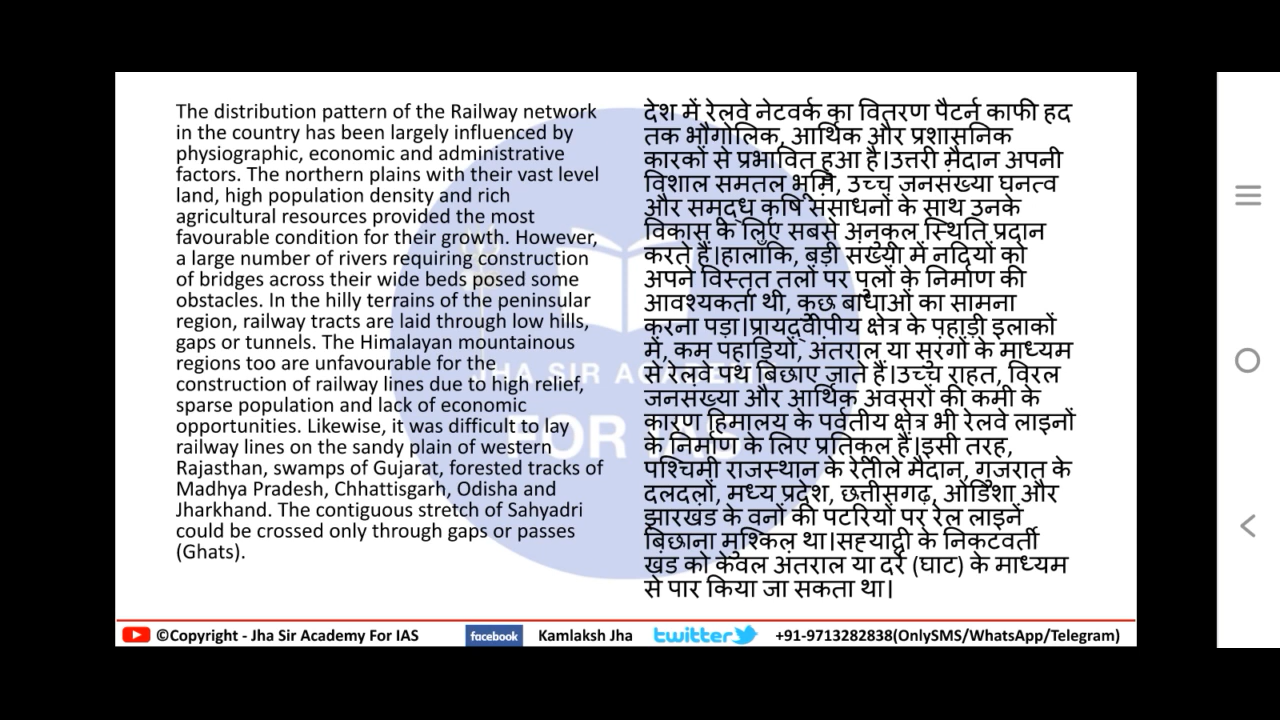 The distribution pattern of the Railway network
in the country has been largely influenced by
physiographic, economic and administrative
factors. The northern plains with their vast level
land, high population density and rich
agricultural resources provided the most
favourable condition for their growth. However,
a large number of rivers requiring construction
of bridges across their wide beds posed some
obstacles. In the hilly terrains of the peninsular
region, railway tracts are laid through low hills,
gaps or tunnels. The Himalayan mountainous
regions too are unfavourable for the
construction of railway lines due to high relief,
sparse population and lack of economic
opportunities. Likewise, it was difficult to lay
railway lines on the sandy plain of western
Rajasthan, swamps of Gujarat, forested tracks of
Madhya Pradesh, Chhattisgarh, Odisha and
Jharkhand. The contiguous stretch of Sahyadri
could be crossed only through gaps or passes
(Ghats).
देश में रेलवे नेटवर्क का वितरण पैटर्न काफी हद
तक भौगोलिक, आर्थिक और प्रशासनिक
कारकों से प्रभावित हुआ है।उत्तरी मैदान अपनी
विशाल समतल भूमि, उच्च जनसंख्या घनत्व
और समृद्ध कृषि संसाधनों के साथ उनके
विकास के लिए सबसे अनुकूल स्थिति प्रदान
करते हैं।हालाँकि, बड़ी संख्या में नदियों को
अपने विस्तृत तलों पर पुलों के निर्माण की
आवश्यकता थी, कुछ बाधाओं का सामना
करना पड़ा।प्रायद्वीपीय क्षेत्र के पहाड़ी इलाकों
में, कम पहाड़ियों, अंतराल या सुरंगों के माध्यम
से रेलवे पथ बिछाए जाते हैं।उच्च राहत, विरल
जनसंख्या और आर्थिक अवसरों की कमी के
कारण हिमालय के पर्वतीय क्षेत्र भी रेलवे लाइनों
के निर्माण के लिए प्रतिकूल हैं।इसी तरह,
पश्चिमी राजस्थान के रेतीले मैदान, गुजरात के
दलदलों, मध्य प्रदेश, छत्तीसगढ़, ओडिशा और
झारखंड के वनों की पटरियों पर रेल लाइनें
बिछाना मुश्किल था।सह्याद्री के निकटवर्ती
खंड को केवल अंतराल या दर्रे (घाट) के माध्यम
से पार किया जा सकता था।
JHA SIR ACADEMY
FOR IAS
©Copyright - Jha Sir Academy For IAS facebook Kamlaksh Jha twitter +91-9713282838(OnlySMS/WhatsApp/Telegram)